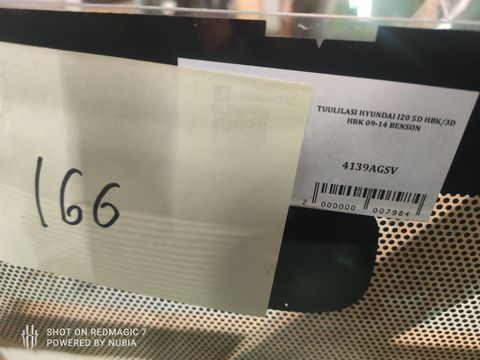 TUULILASI HYUNDAI I20 5D HBK/3D
HBK 09-14 BENSON
4139AGSV
2 000000 007984
166
SHOT ON REDMAGIC 7
POWERED BY NUBIA